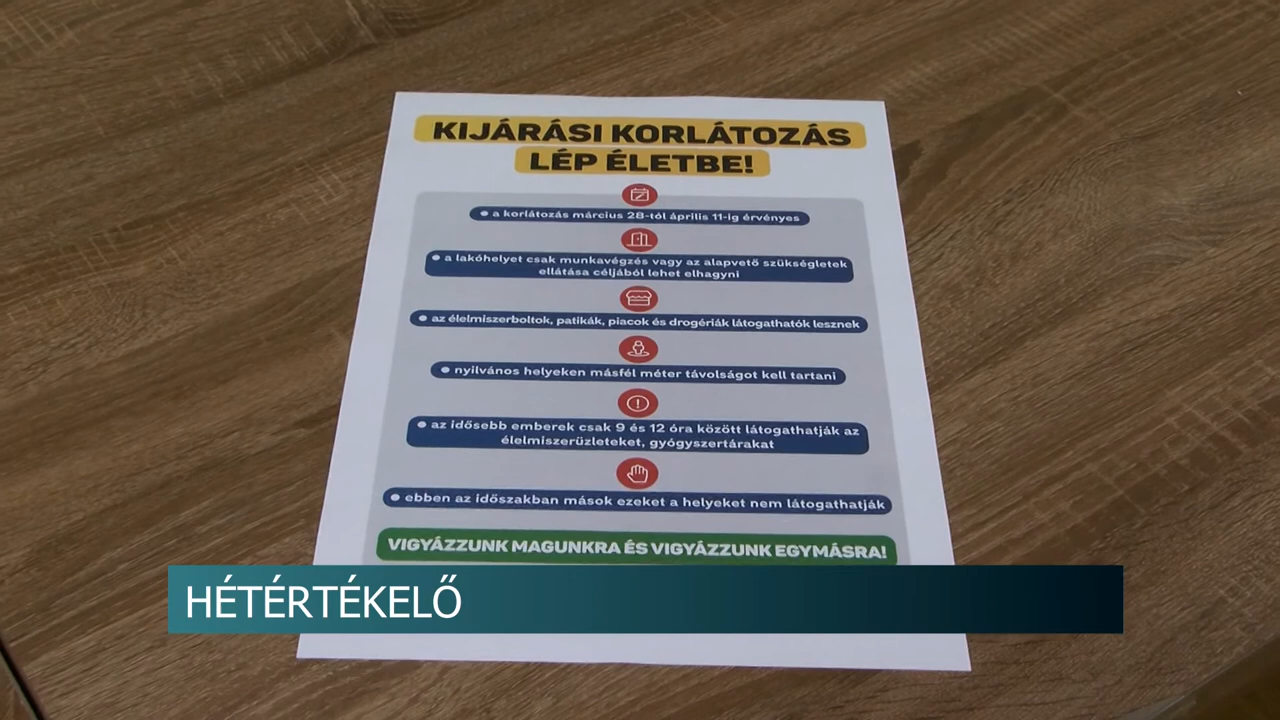 KIJÁRÁSI KORLÁTOZÁS
LÉP ÉLETBE!
a korlátozás március 28-tól április 11-ig érvényes
a lakóhelyet csak munkavégzés vagy az alapvető szükségletek
ellátása céljából lehet elhagyni
az élelmiszerboltok, patikák, piacok és drogériák látogathatók lesznek
nyilvános helyeken másfél méter távolságot kell tartani
az idősebb emberek csak 9 és 12 óra között látogathatják az
élelmiszerüzleteket, gyógyszertárakat
ebben az időszakban mások ezeket a helyeket nem látogathatják
VIGYÁZZUNK MAGUNKRA ÉS VIGYÁZZUNK EGYMÁSRA!
HÉTÉRTÉKELŐ